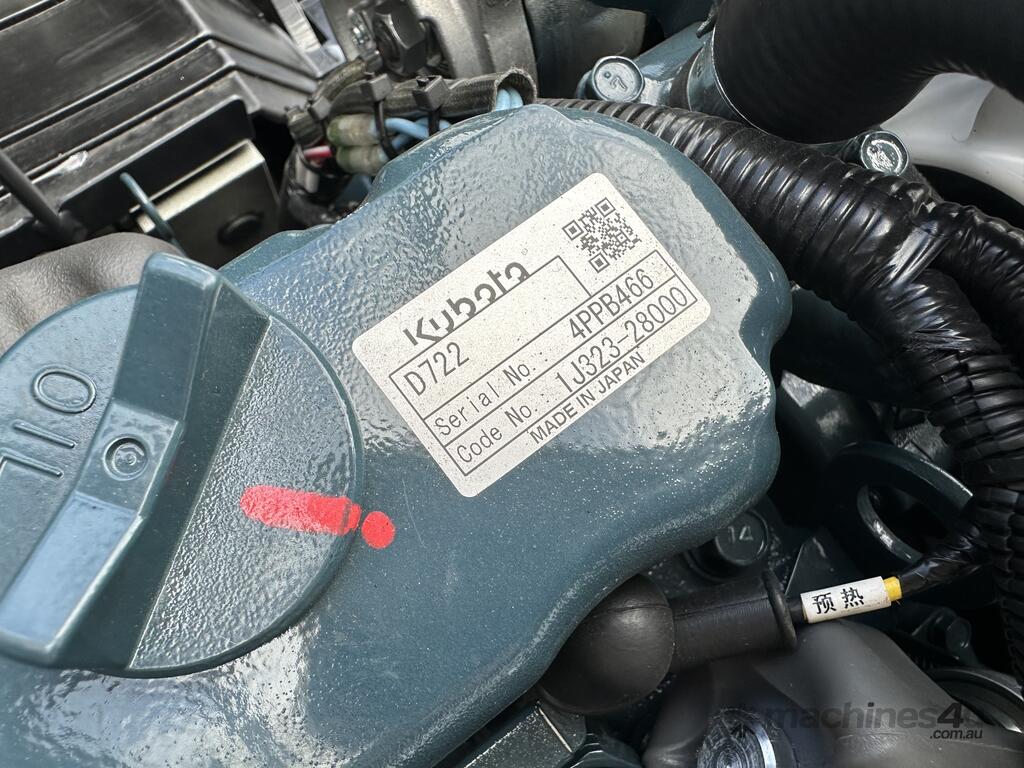 Kubota
D722
Serial No.: 4PPB466
Code No.: 1J323-28000
MADE IN JAPAN
OIL
7
14
预热
machines4u
.com.au